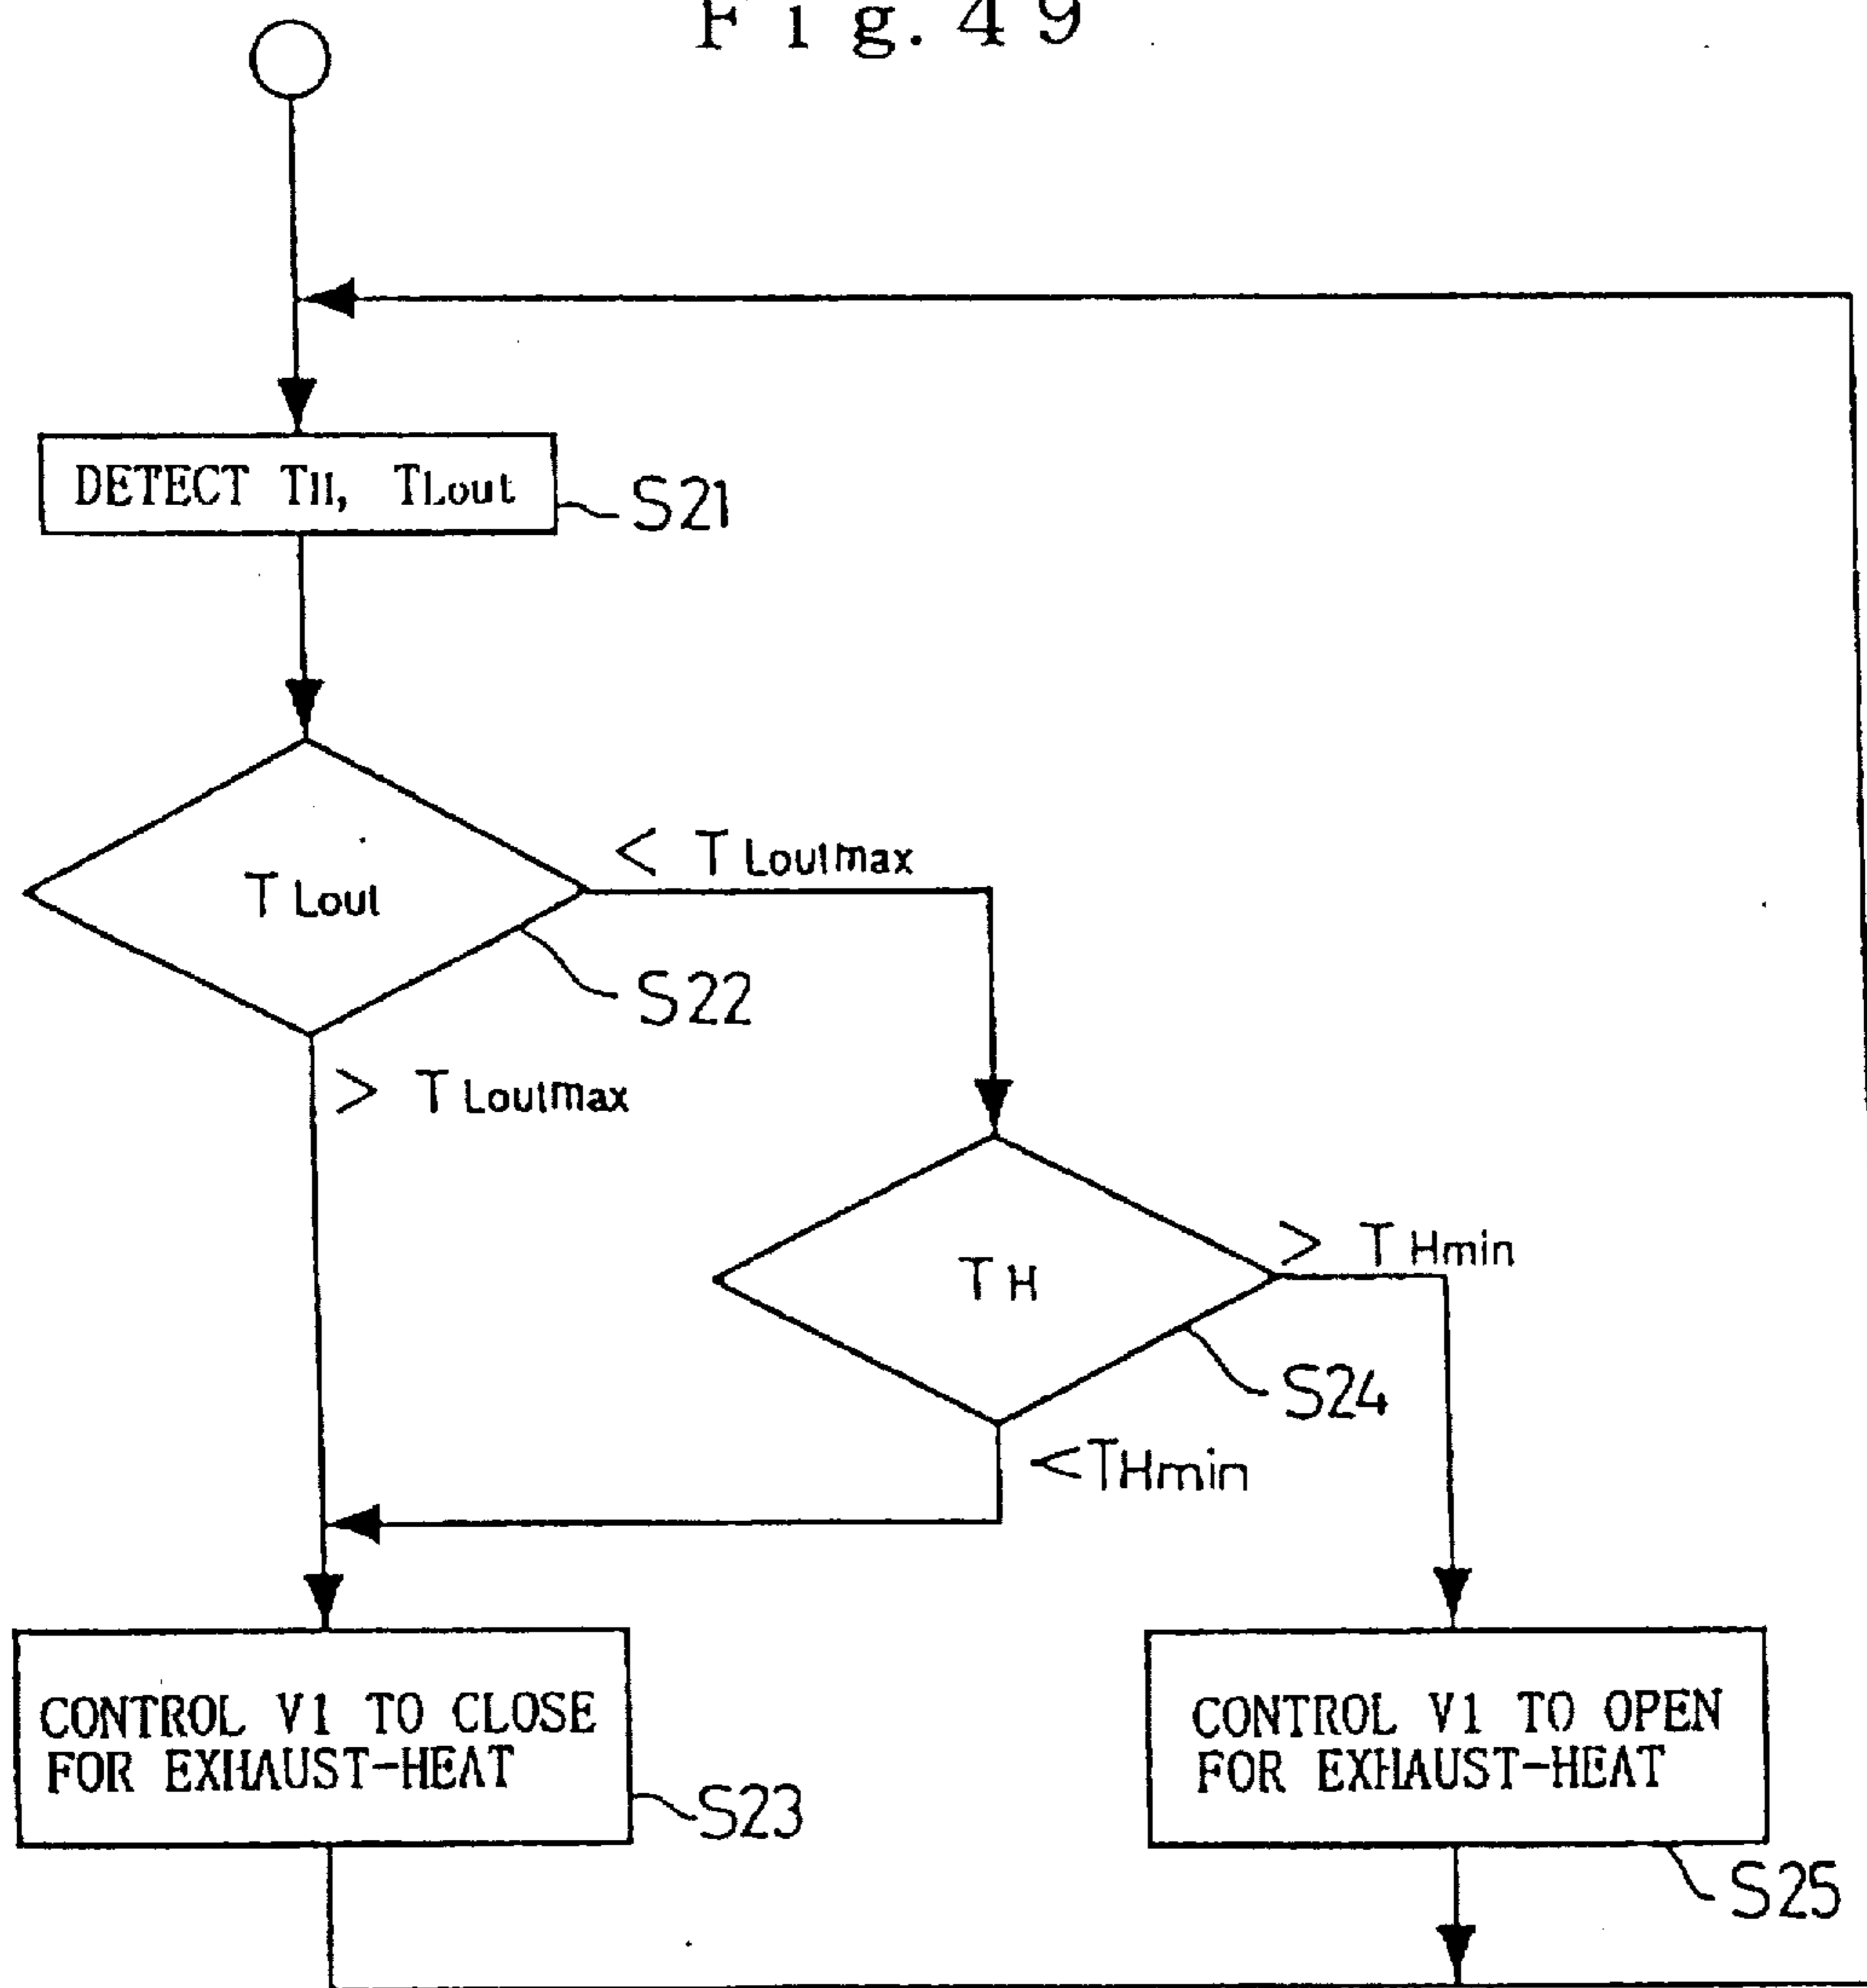 Fig. 49
DETECT TH, TLout
S21
TLout
< TLoutmax
S22
> TLoutmax
TH
> THmin
S24
<THmin
CONTROL V1 TO CLOSE
FOR EXHAUST-HEAT
S23
CONTROL V1 TO OPEN
FOR EXHAUST-HEAT
S25